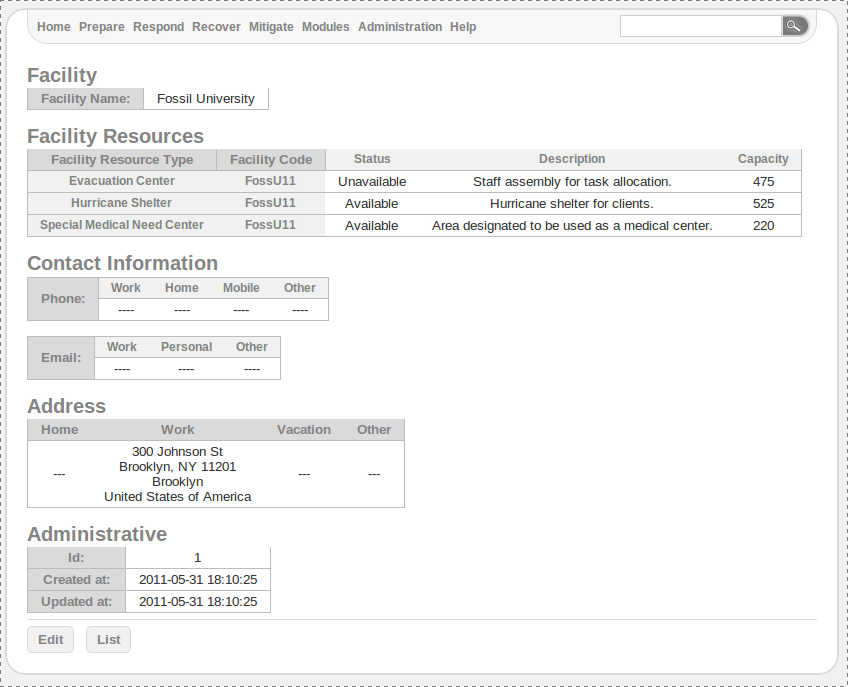 Home Prepare Respond Recover Mitigate Modules Administration Help
Facility
Facility Name: Fossil University
Facility Resources
Facility Resource Type Facility Code Status Description Capacity
Evacuation Center FossU11 Unavailable Staff assembly for task allocation. 475
Hurricane Shelter FossU11 Available Hurricane shelter for clients. 525
Special Medical Need Center FossU11 Available Area designated to be used as a medical center. 220
Contact Information
Phone: Work Home Mobile Other
---- ---- ---- ----
Email: Work Personal Other
---- ---- ----
Address
Home Work Vacation Other
--- 300 Johnson St --- ---
Brooklyn, NY 11201
Brooklyn
United States of America
Administrative
Id: 1
Created at: 2011-05-31 18:10:25
Updated at: 2011-05-31 18:10:25
Edit List